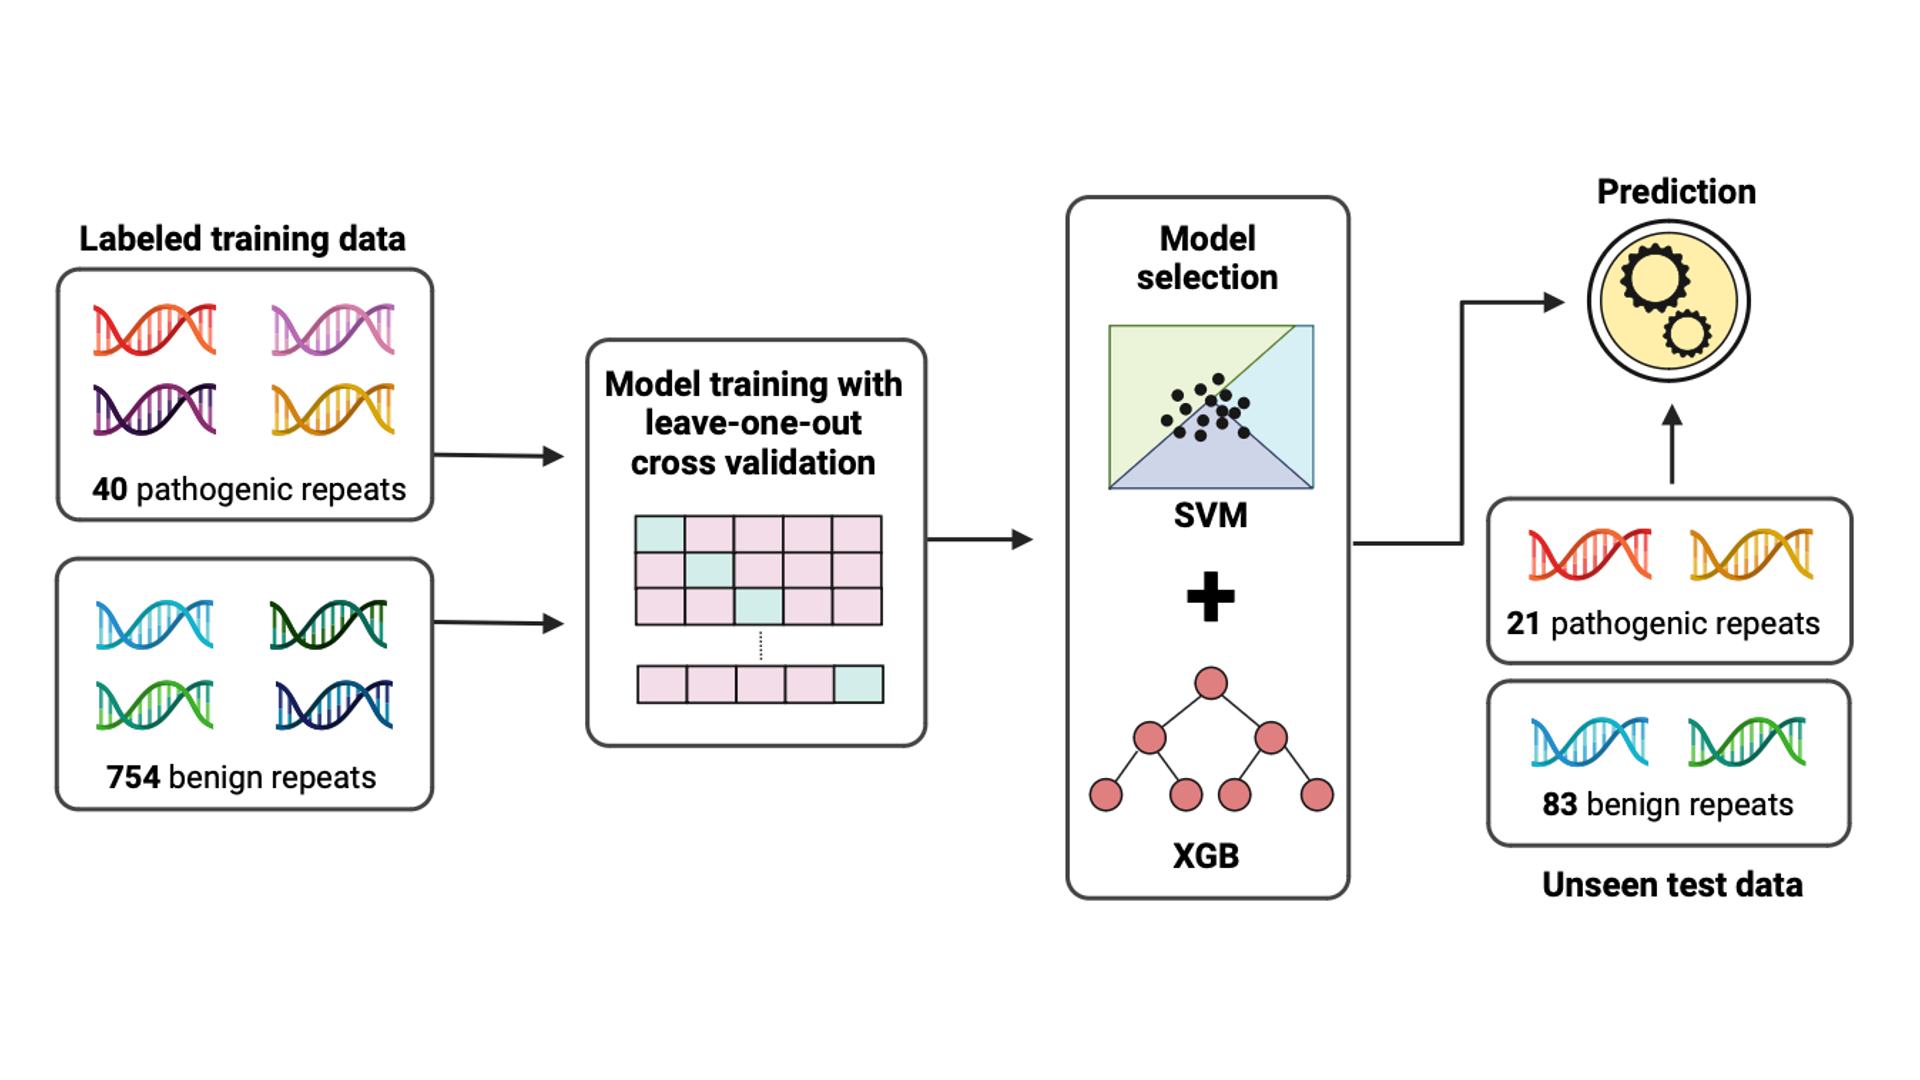 Labeled training data
40 pathogenic repeats
754 benign repeats
Model training with
leave-one-out
cross validation
Model
selection
SVM
XGB
Prediction
21 pathogenic repeats
83 benign repeats
Unseen test data